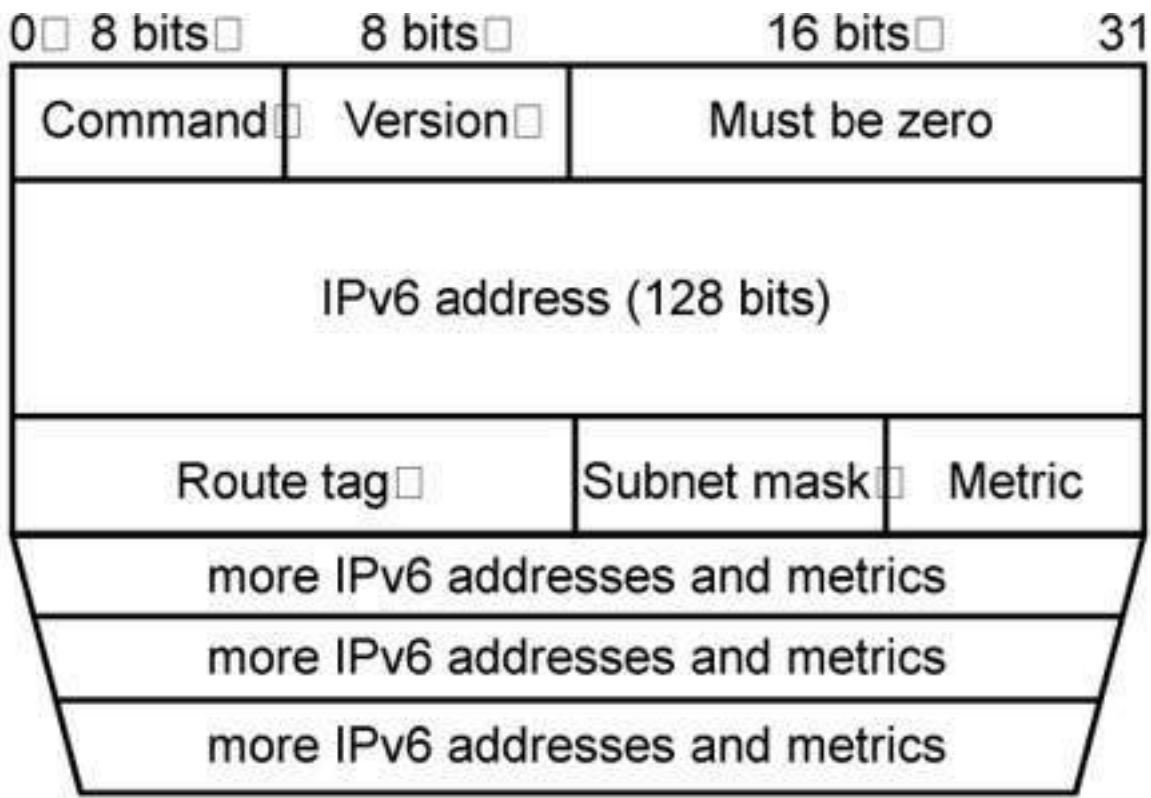 0□ 8 bits□ 8 bits□ 16 bits□ 31
Command□ Version□ Must be zero
IPv6 address (128 bits)
Route tag□ Subnet mask□ Metric
more IPv6 addresses and metrics
more IPv6 addresses and metrics
more IPv6 addresses and metrics